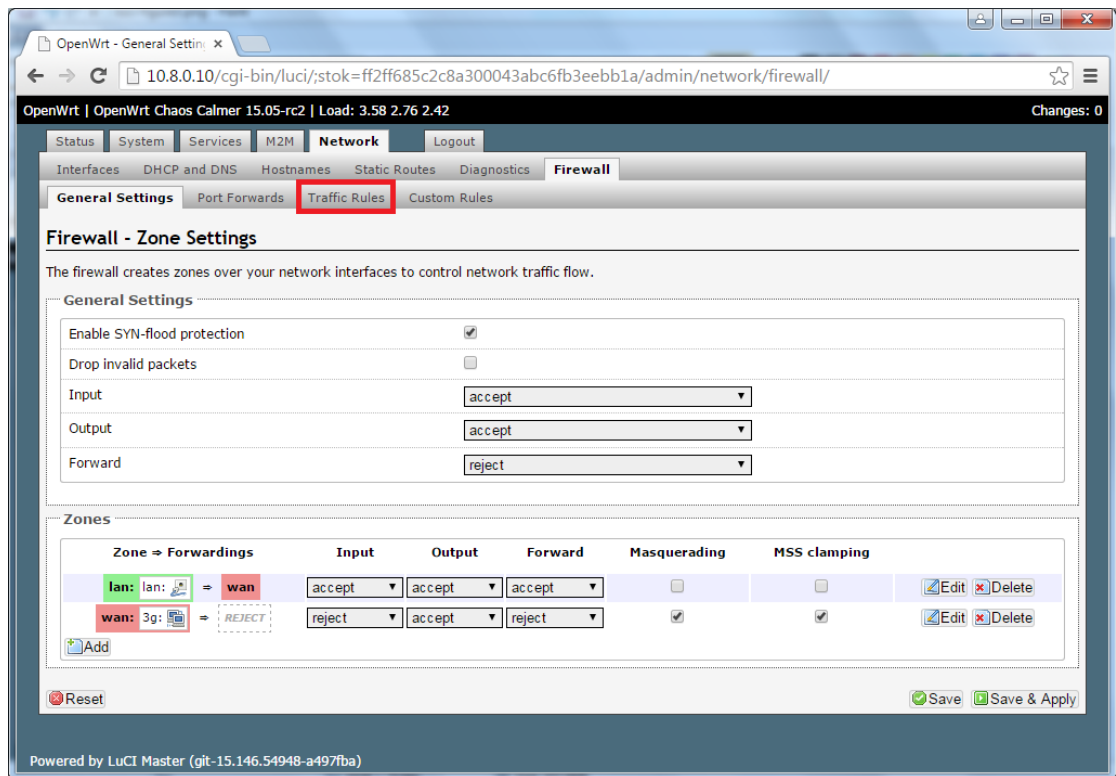 OpenWrt - General Settin
10.8.0.10/cgi-bin/luci/;stok=ff2ff685c2c8a300043abc6fb3eebb1a/admin/network/firewall/
OpenWrt | OpenWrt Chaos Calmer 15.05-rc2 | Load: 3.58 2.76 2.42 Changes: 0
Status System Services M2M Network Logout
Interfaces DHCP and DNS Hostnames Static Routes Diagnostics Firewall
General Settings Port Forwards Traffic Rules Custom Rules
Firewall - Zone Settings
The firewall creates zones over your network interfaces to control network traffic flow.
General Settings
Enable SYN-flood protection
Drop invalid packets
Input accept
Output accept
Forward reject
Zones
Zone ⇒ Forwardings Input Output Forward Masquerading MSS clamping
lan: lan: ⇒ wan accept accept accept Edit Delete
wan: 3g: ⇒ REJECT reject accept reject Edit Delete
Add
Reset Save Save & Apply
Powered by LuCI Master (git-15.146.54948-a497fba)